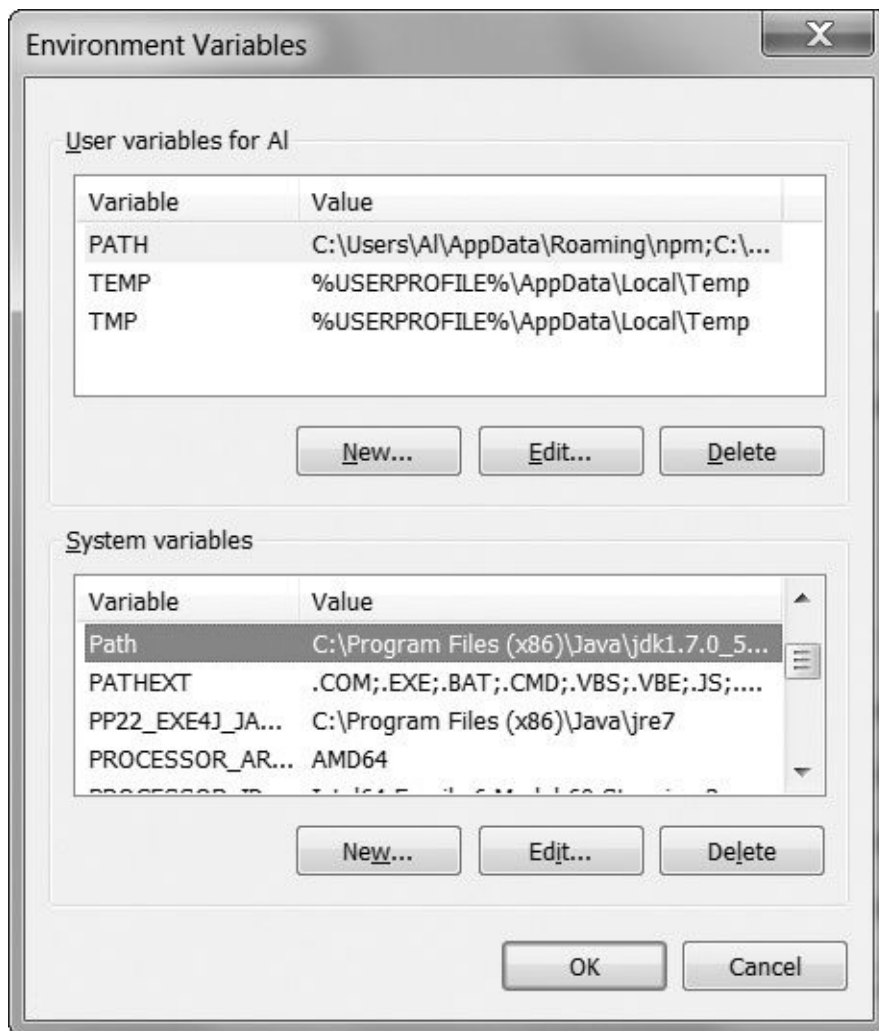 Environment Variables
User variables for Al
Variable Value
PATH C:\Users\Al\AppData\Roaming\npm;C:\...
TEMP %USERPROFILE%\AppData\Local\Temp
TMP %USERPROFILE%\AppData\Local\Temp
New... Edit... Delete
System variables
Variable Value
Path C:\Program Files (x86)\Java\jdk1.7.0_5...
PATHEXT .COM;.EXE;.BAT;.CMD;.VBS;.VBE;.JS;....
PP22_EXE4J_JA... C:\Program Files (x86)\Java\jre7
PROCESSOR_AR... AMD64
New... Edit... Delete
OK Cancel